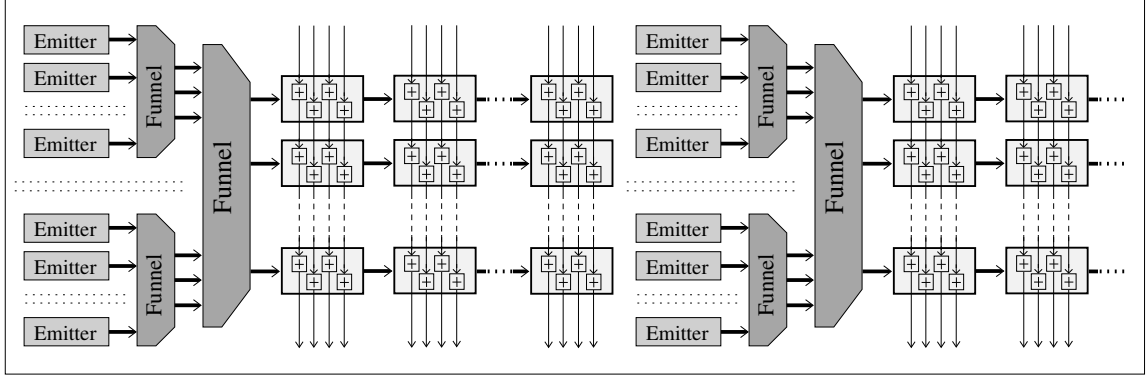 Emitter
Emitter
Emitter
Funnel
Emitter
Emitter
Emitter
Funnel
Funnel
+ + + +
+ + + +
+ + + +
+ + + +
+ + + +
+ + + +
+ + + +
+ + + +
+ + + +
Emitter
Emitter
Emitter
Funnel
Emitter
Emitter
Emitter
Funnel
Funnel
+ + + +
+ + + +
+ + + +
+ + + +
+ + + +
+ + + +